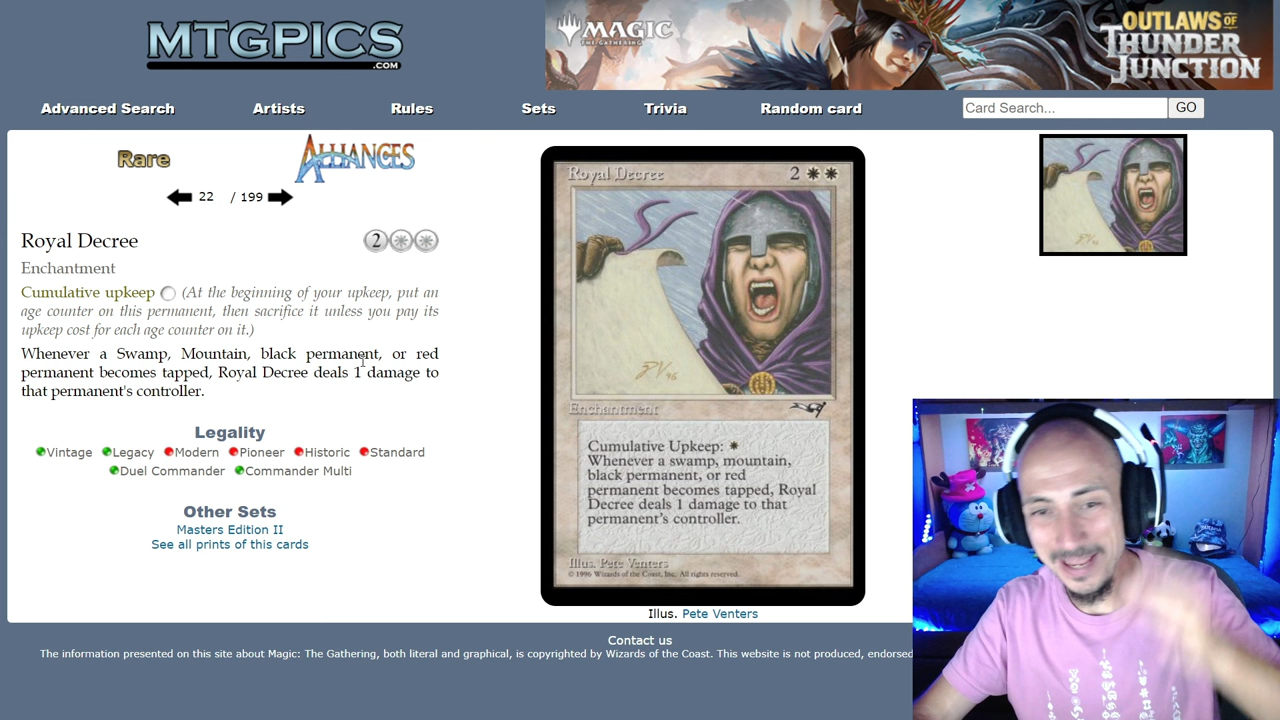 MTGPICS
.COM
MAGIC
THE GATHERING
OUTLAWS OF
THUNDER
JUNCTION
Advanced Search
Artists
Rules
Sets
Trivia
Random card
Card Search...
GO
Rare
ALLIANCES
22 / 199
Royal Decree
2
Enchantment
Cumulative upkeep (At the beginning of your upkeep, put an
age counter on this permanent, then sacrifice it unless you pay its
upkeep cost for each age counter on it.)
Whenever a Swamp, Mountain, black permanent, or red
permanent becomes tapped, Royal Decree deals 1 damage to
that permanent's controller.
Legality
Vintage Legacy Modern Pioneer Historic Standard
Duel Commander Commander Multi
Other Sets
Masters Edition II
See all prints of this cards
Royal Decree 2
PV 96
Enchantment
Cumulative Upkeep:
Whenever a swamp, mountain,
black permanent, or red
permanent becomes tapped, Royal
Decree deals 1 damage to that
permanent's controller.
Illus. Pete Venters
© 1996 Wizards of the Coast, Inc. All rights reserved.
Illus. Pete Venters
Contact us
The information presented on this site about Magic: The Gathering, both literal and graphical, is copyrighted by Wizards of the Coast. This website is not produced, endorsed